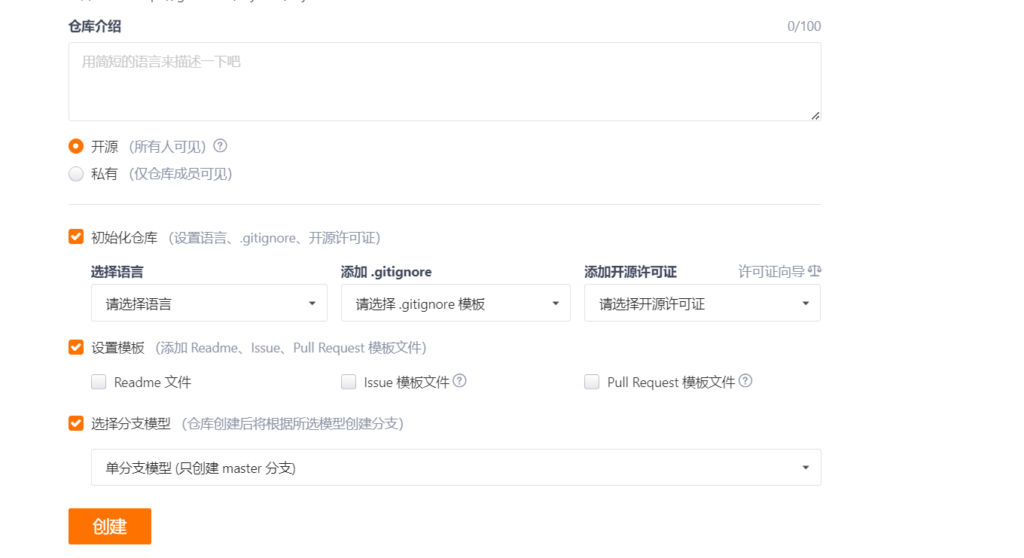 仓库介绍 0/100
用简短的语言来描述一下吧
开源 (所有人可见)
私有 (仅仓库成员可见)
初始化仓库 (设置语言、.gitignore、开源许可证)
选择语言 添加 .gitignore 添加开源许可证 许可证向导
请选择语言 请选择 .gitignore 模板 请选择开源许可证
设置模板 (添加 Readme、Issue、Pull Request 模板文件)
Readme 文件 Issue 模板文件 Pull Request 模板文件
选择分支模型 (仓库创建后将根据所选模型创建分支)
单分支模型 (只创建 master 分支)
创建